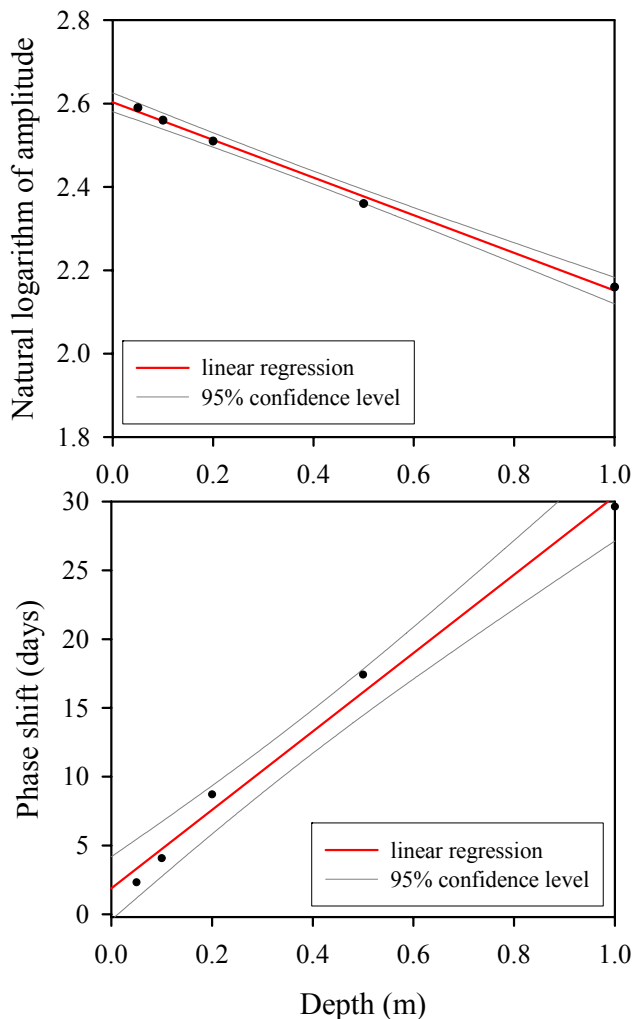 Natural logarithm of amplitude
2.8
2.6
2.4
2.2
2.0
1.8
linear regression
95% confidence level
0.0 0.2 0.4 0.6 0.8 1.0
Phase shift (days)
30
25
20
15
10
5
0
linear regression
95% confidence level
0.0 0.2 0.4 0.6 0.8 1.0
Depth (m)